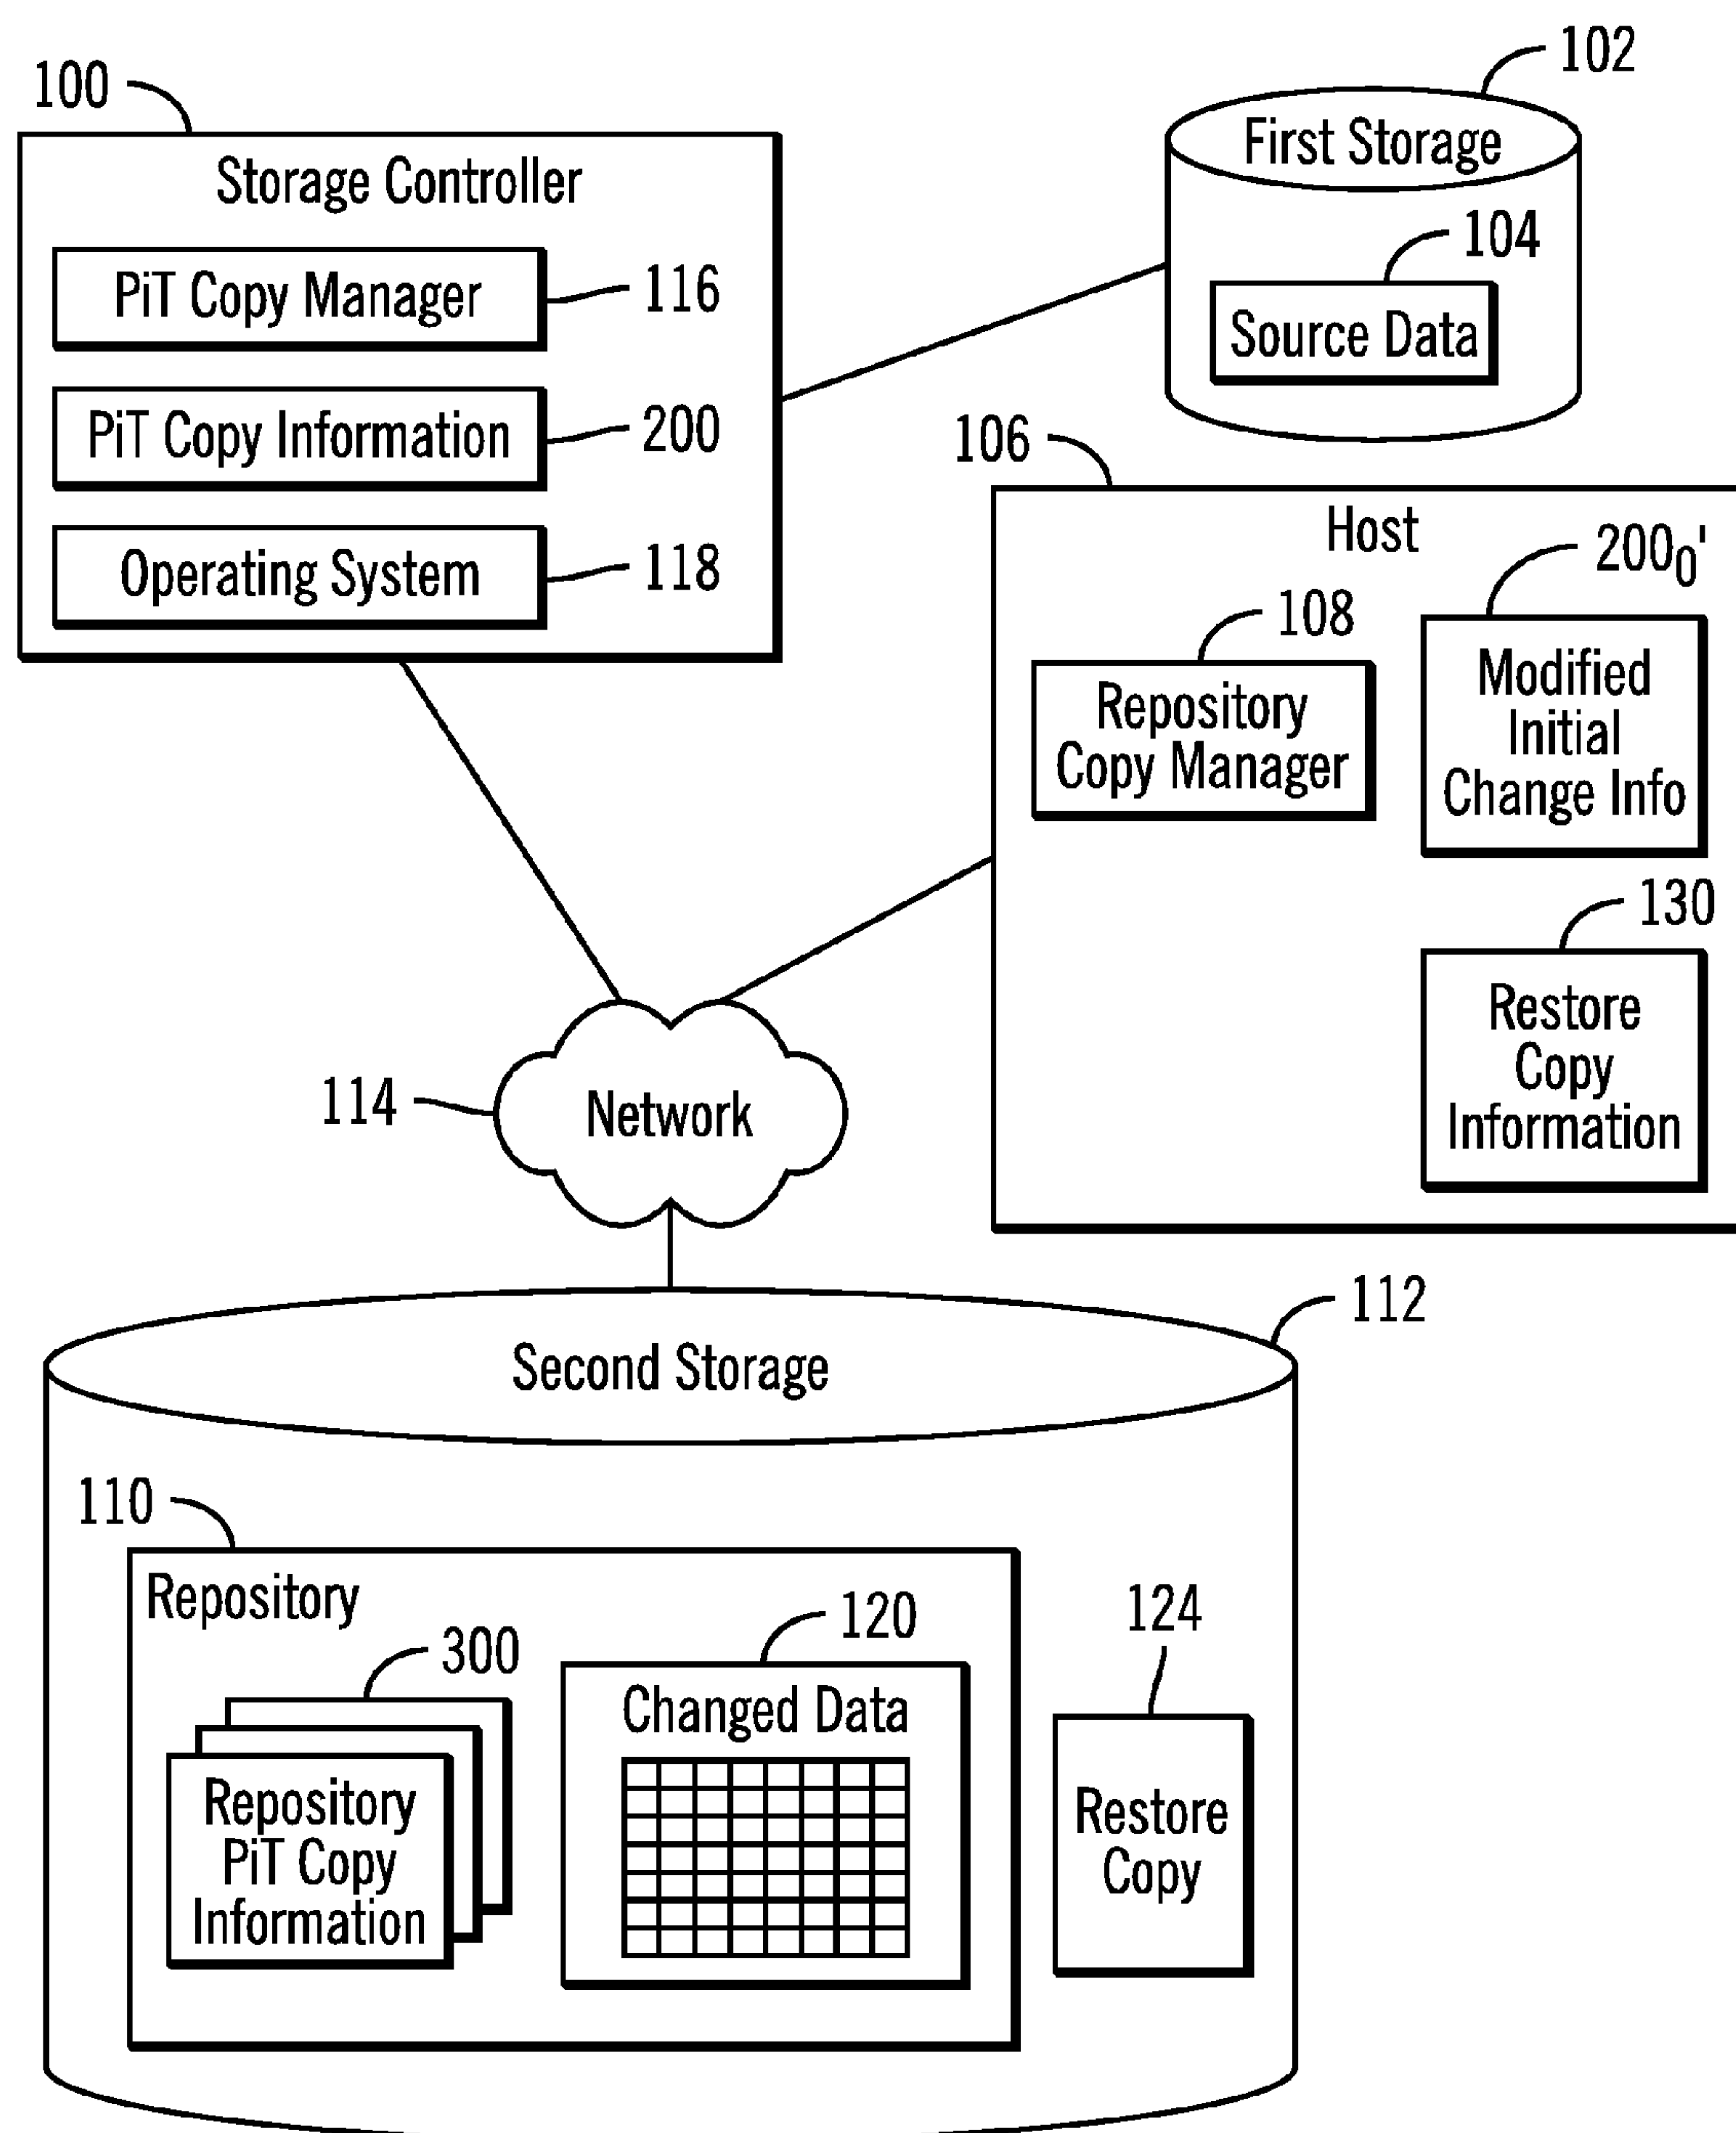 100
Storage Controller
PiT Copy Manager
116
PiT Copy Information
200
Operating System
118
102
First Storage
104
Source Data
106
Host
108
Repository
Copy Manager
200₀'
Modified
Initial
Change Info
130
Restore
Copy
Information
114
Network
112
Second Storage
110
Repository
300
Repository
PiT Copy
Information
120
Changed Data
124
Restore
Copy